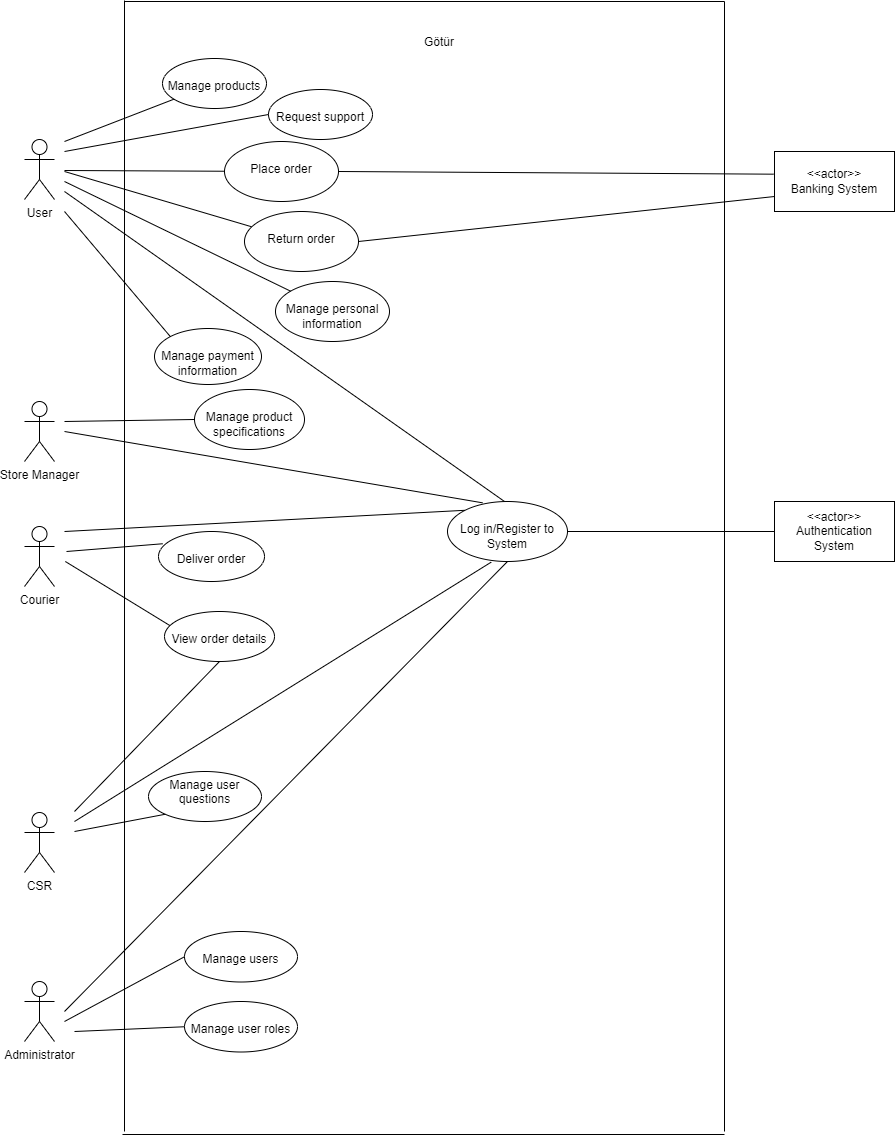 Götür
Manage products
Request support
Place order
<<actor>>
Banking System
User
Return order
Manage personal
information
Manage payment
information
Manage product
specifications
Store Manager
Log in/Register to
System
<<actor>>
Authentication
System
Deliver order
Courier
View order details
Manage user
questions
CSR
Manage users
Manage user roles
Administrator